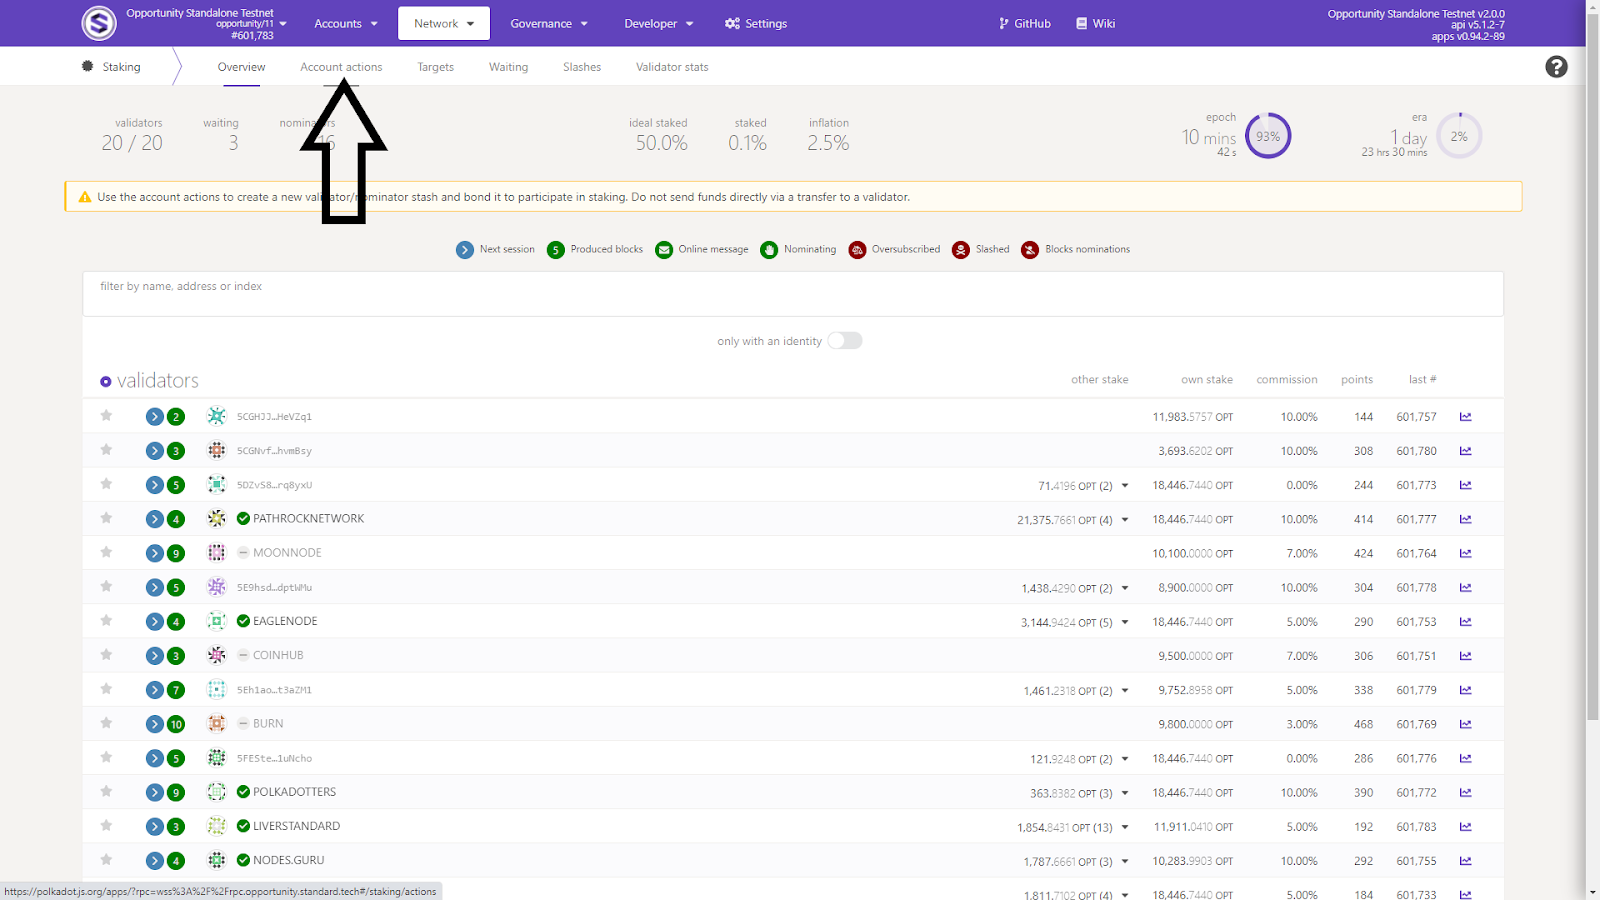 Opportunity Standalone Testnet
opportunity/11
#601,783
Accounts
Network
Governance
Developer
Settings
GitHub
Wiki
Opportunity Standalone Testnet v2.0.0
api v5.1.2-7
apps v0.94.2-89
Staking
Overview
Account actions
Targets
Waiting
Slashes
Validator stats
validators
20 / 20
waiting
3
ideal staked
50.0%
staked
0.1%
inflation
2.5%
epoch
10 mins
42 s
93%
era
1 day
23 hrs 30 mins
2%
Use the account actions to create a new validator/nominator stash and bond it to participate in staking. Do not send funds directly via a transfer to a validator.
Next session
5 Produced blocks
Online message
Nominating
Oversubscribed
Slashed
Blocks nominations
filter by name, address or index
only with an identity
validators other stake own stake commission points last #
2 5CGHJJ…HeVZq1 11,983.5757 OPT 10.00% 144 601,757
3 5CGNvf…hvmBsy 3,693.6202 OPT 10.00% 308 601,780
5 5DZvS8…rq8yxU 71.4196 OPT (2) 18,446.7440 OPT 0.00% 244 601,773
4 PATHROCKNETWORK 21,375.7661 OPT (4) 18,446.7440 OPT 10.00% 414 601,777
9 MOONNODE 10,100.0000 OPT 7.00% 424 601,764
5 5E9hsd…dptWMu 1,438.4290 OPT (2) 8,900.0000 OPT 10.00% 304 601,778
4 EAGLENODE 3,144.9424 OPT (5) 18,446.7440 OPT 5.00% 290 601,753
3 COINHUB 9,500.0000 OPT 7.00% 306 601,751
7 5Eh1ao…t3aZM1 1,461.2318 OPT (2) 9,752.8958 OPT 5.00% 338 601,779
10 BURN 9,800.0000 OPT 3.00% 468 601,769
5 5FESte…1uNcho 121.9248 OPT (2) 18,446.7440 OPT 0.00% 286 601,776
9 POLKADOTTERS 363.8382 OPT (3) 18,446.7440 OPT 10.00% 390 601,772
3 LIVERSTANDARD 1,854.8431 OPT (13) 11,911.0410 OPT 5.00% 192 601,783
4 NODES.GURU 1,787.6661 OPT (3) 10,283.9903 OPT 10.00% 292 601,755
1,811.7102 OPT (4) 18,446.7440 OPT 5.00% 184 601,733
https://polkadot.js.org/apps/?rpc=wss%3A%2F%2Frpc.opportunity.standard.tech#/staking/actions